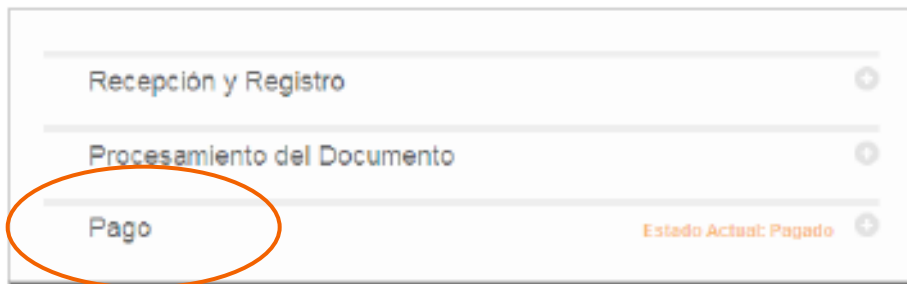 Recepción y Registro
Procesamiento del Documento
Pago Estado Actual: Pagado